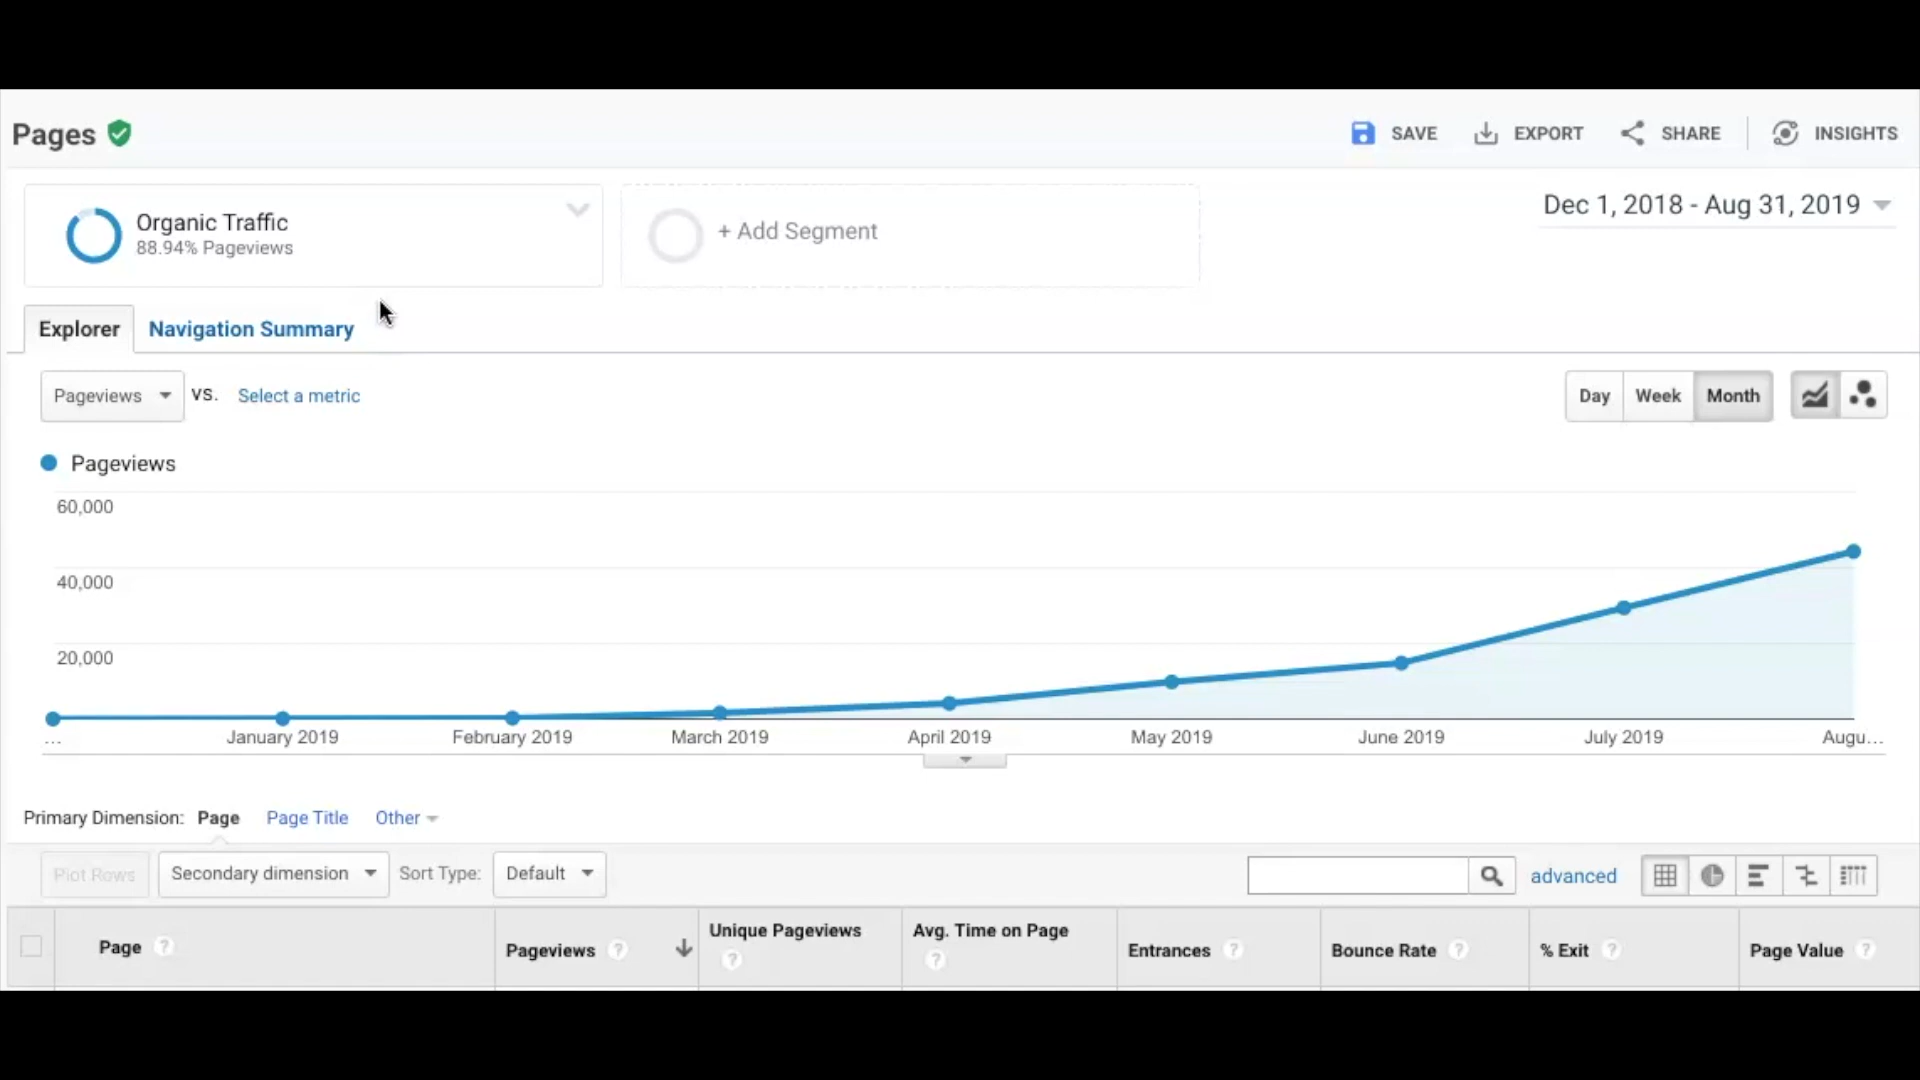 Pages
SAVE
EXPORT
SHARE
INSIGHTS
Organic Traffic
88.94% Pageviews
+ Add Segment
Dec 1, 2018 - Aug 31, 2019
Explorer
Navigation Summary
Pageviews
VS.
Select a metric
Day
Week
Month
Pageviews
60,000
40,000
20,000
...
January 2019
February 2019
March 2019
April 2019
May 2019
June 2019
July 2019
Augu...
Primary Dimension:
Page
Page Title
Other
Plot Rows
Secondary dimension
Sort Type:
Default
advanced
Page ?
Pageviews ?
Unique Pageviews
?
Avg. Time on Page
?
Entrances ?
Bounce Rate ?
% Exit ?
Page Value ?